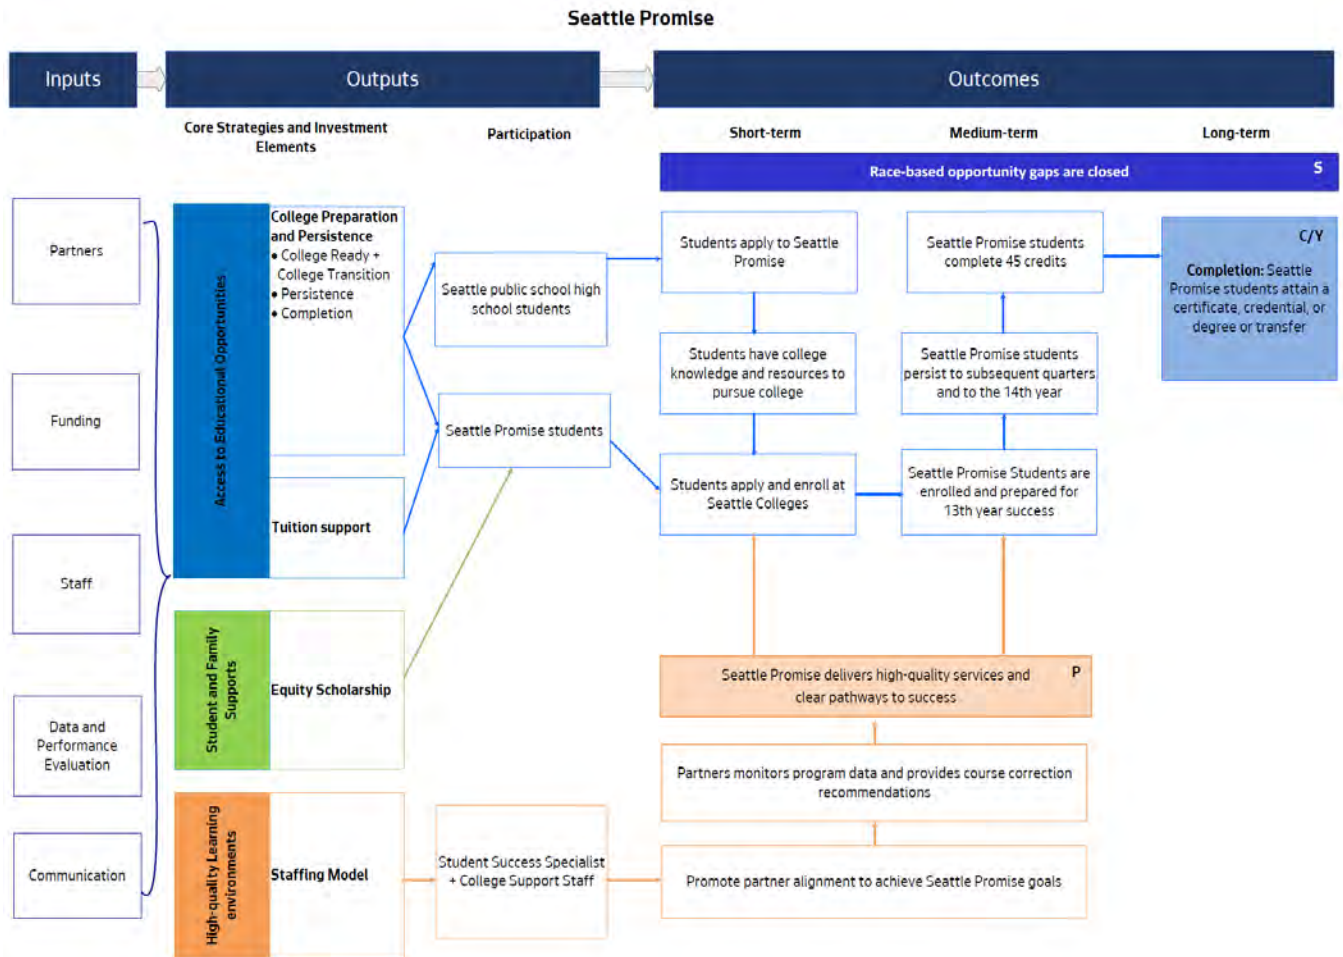 Seattle Promise
Inputs
Outputs
Outcomes
Core Strategies and Investment
Elements
Participation
Short-term
Medium-term
Long-term
Race-based opportunity gaps are closed
S
Partners
Funding
Staff
Data and
Performance
Evaluation
Communication
Access to Educational Opportunities
College Preparation
and Persistence
• College Ready +
College Transition
• Persistence
• Completion
Tuition support
Student and Family
Supports
Equity Scholarship
High-quality Learning
environments
Staffing Model
Seattle public school high
school students
Seattle Promise students
Student Success Specialist
+ College Support Staff
Students apply to Seattle
Promise
Students have college
knowledge and resources to
pursue college
Students apply and enroll at
Seattle Colleges
Seattle Promise students
complete 45 credits
Seattle Promise students
persist to subsequent quarters
and to the 14th year
Seattle Promise Students are
enrolled and prepared for
13th year success
C/Y
Completion: Seattle
Promise students attain a
certificate, credential, or
degree or transfer
Seattle Promise delivers high-quality services and
clear pathways to success
P
Partners monitors program data and provides course correction
recommendations
Promote partner alignment to achieve Seattle Promise goals